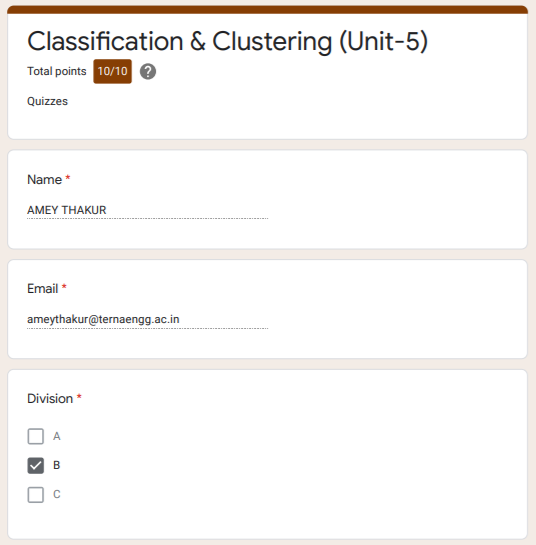 Classification & Clustering (Unit-5)
Total points 10/10 ?
Quizzes
Name *
AMEY THAKUR
Email *
ameythakur@ternaengg.ac.in
Division *
A
B
C